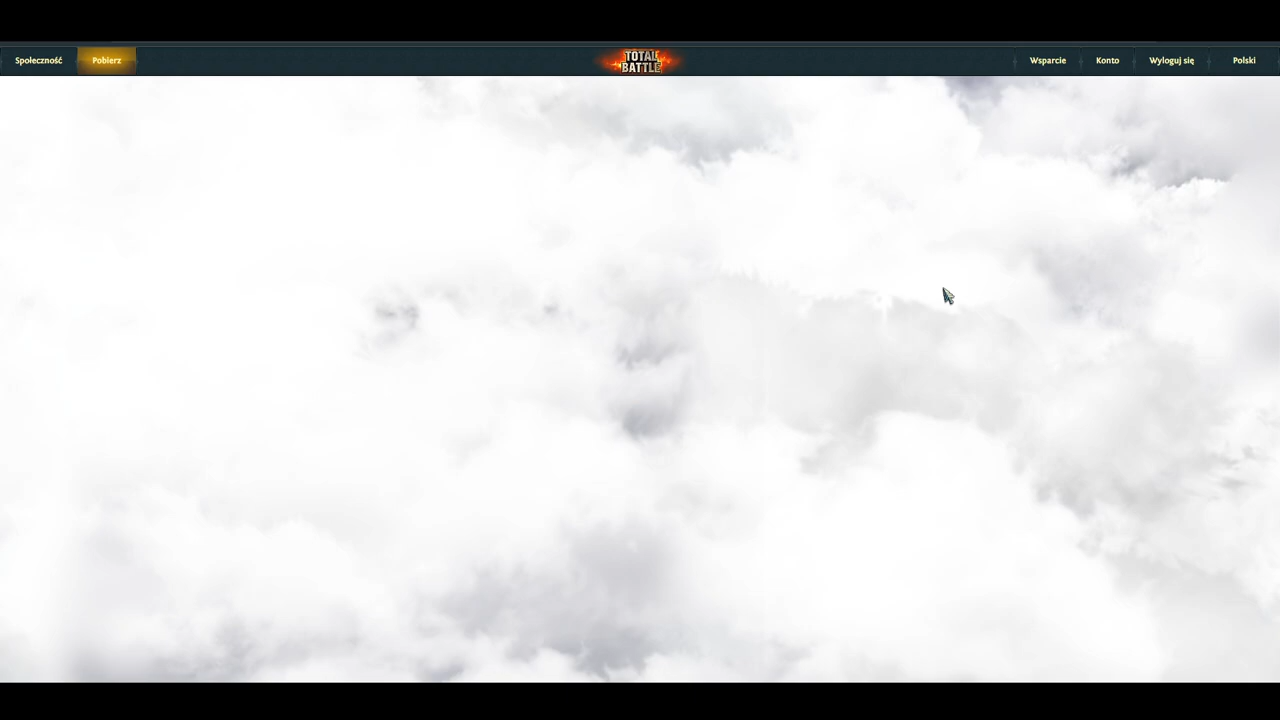 Społeczność
Pobierz
TOTAL
BATTLE
Wsparcie
Konto
Wyloguj się
Polski